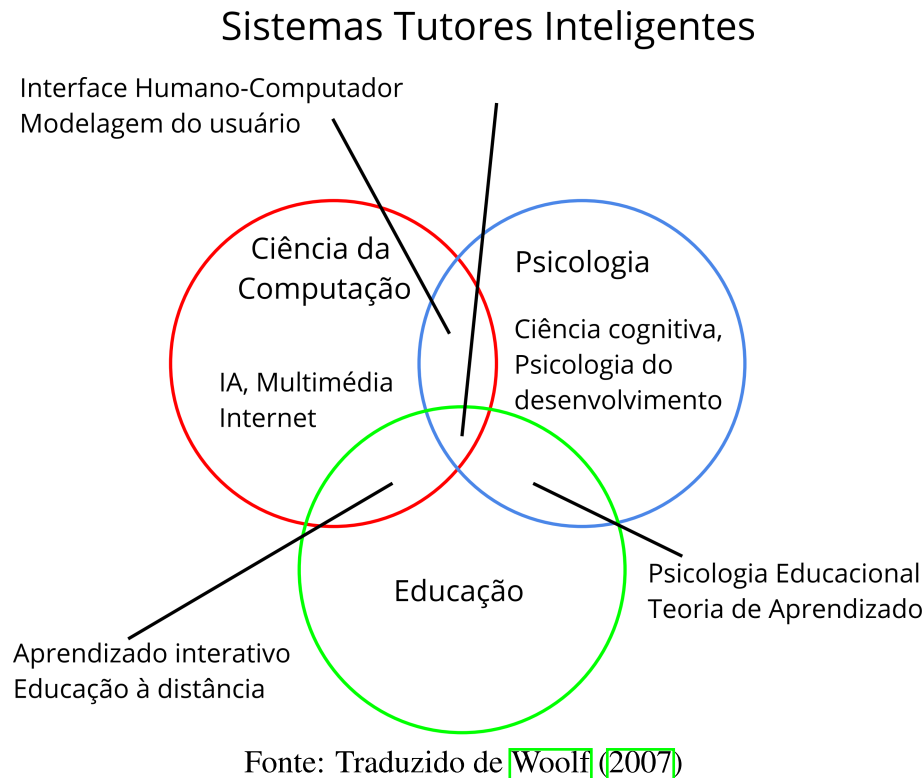 Sistemas Tutores Inteligentes
Interface Humano-Computador
Modelagem do usuário
Ciência da
Computação
IA, Multimédia
Internet
Psicologia
Ciência cognitiva,
Psicologia do
desenvolvimento
Educação
Psicologia Educacional
Teoria de Aprendizado
Aprendizado interativo
Educação à distância
Fonte: Traduzido de Woolf (2007)